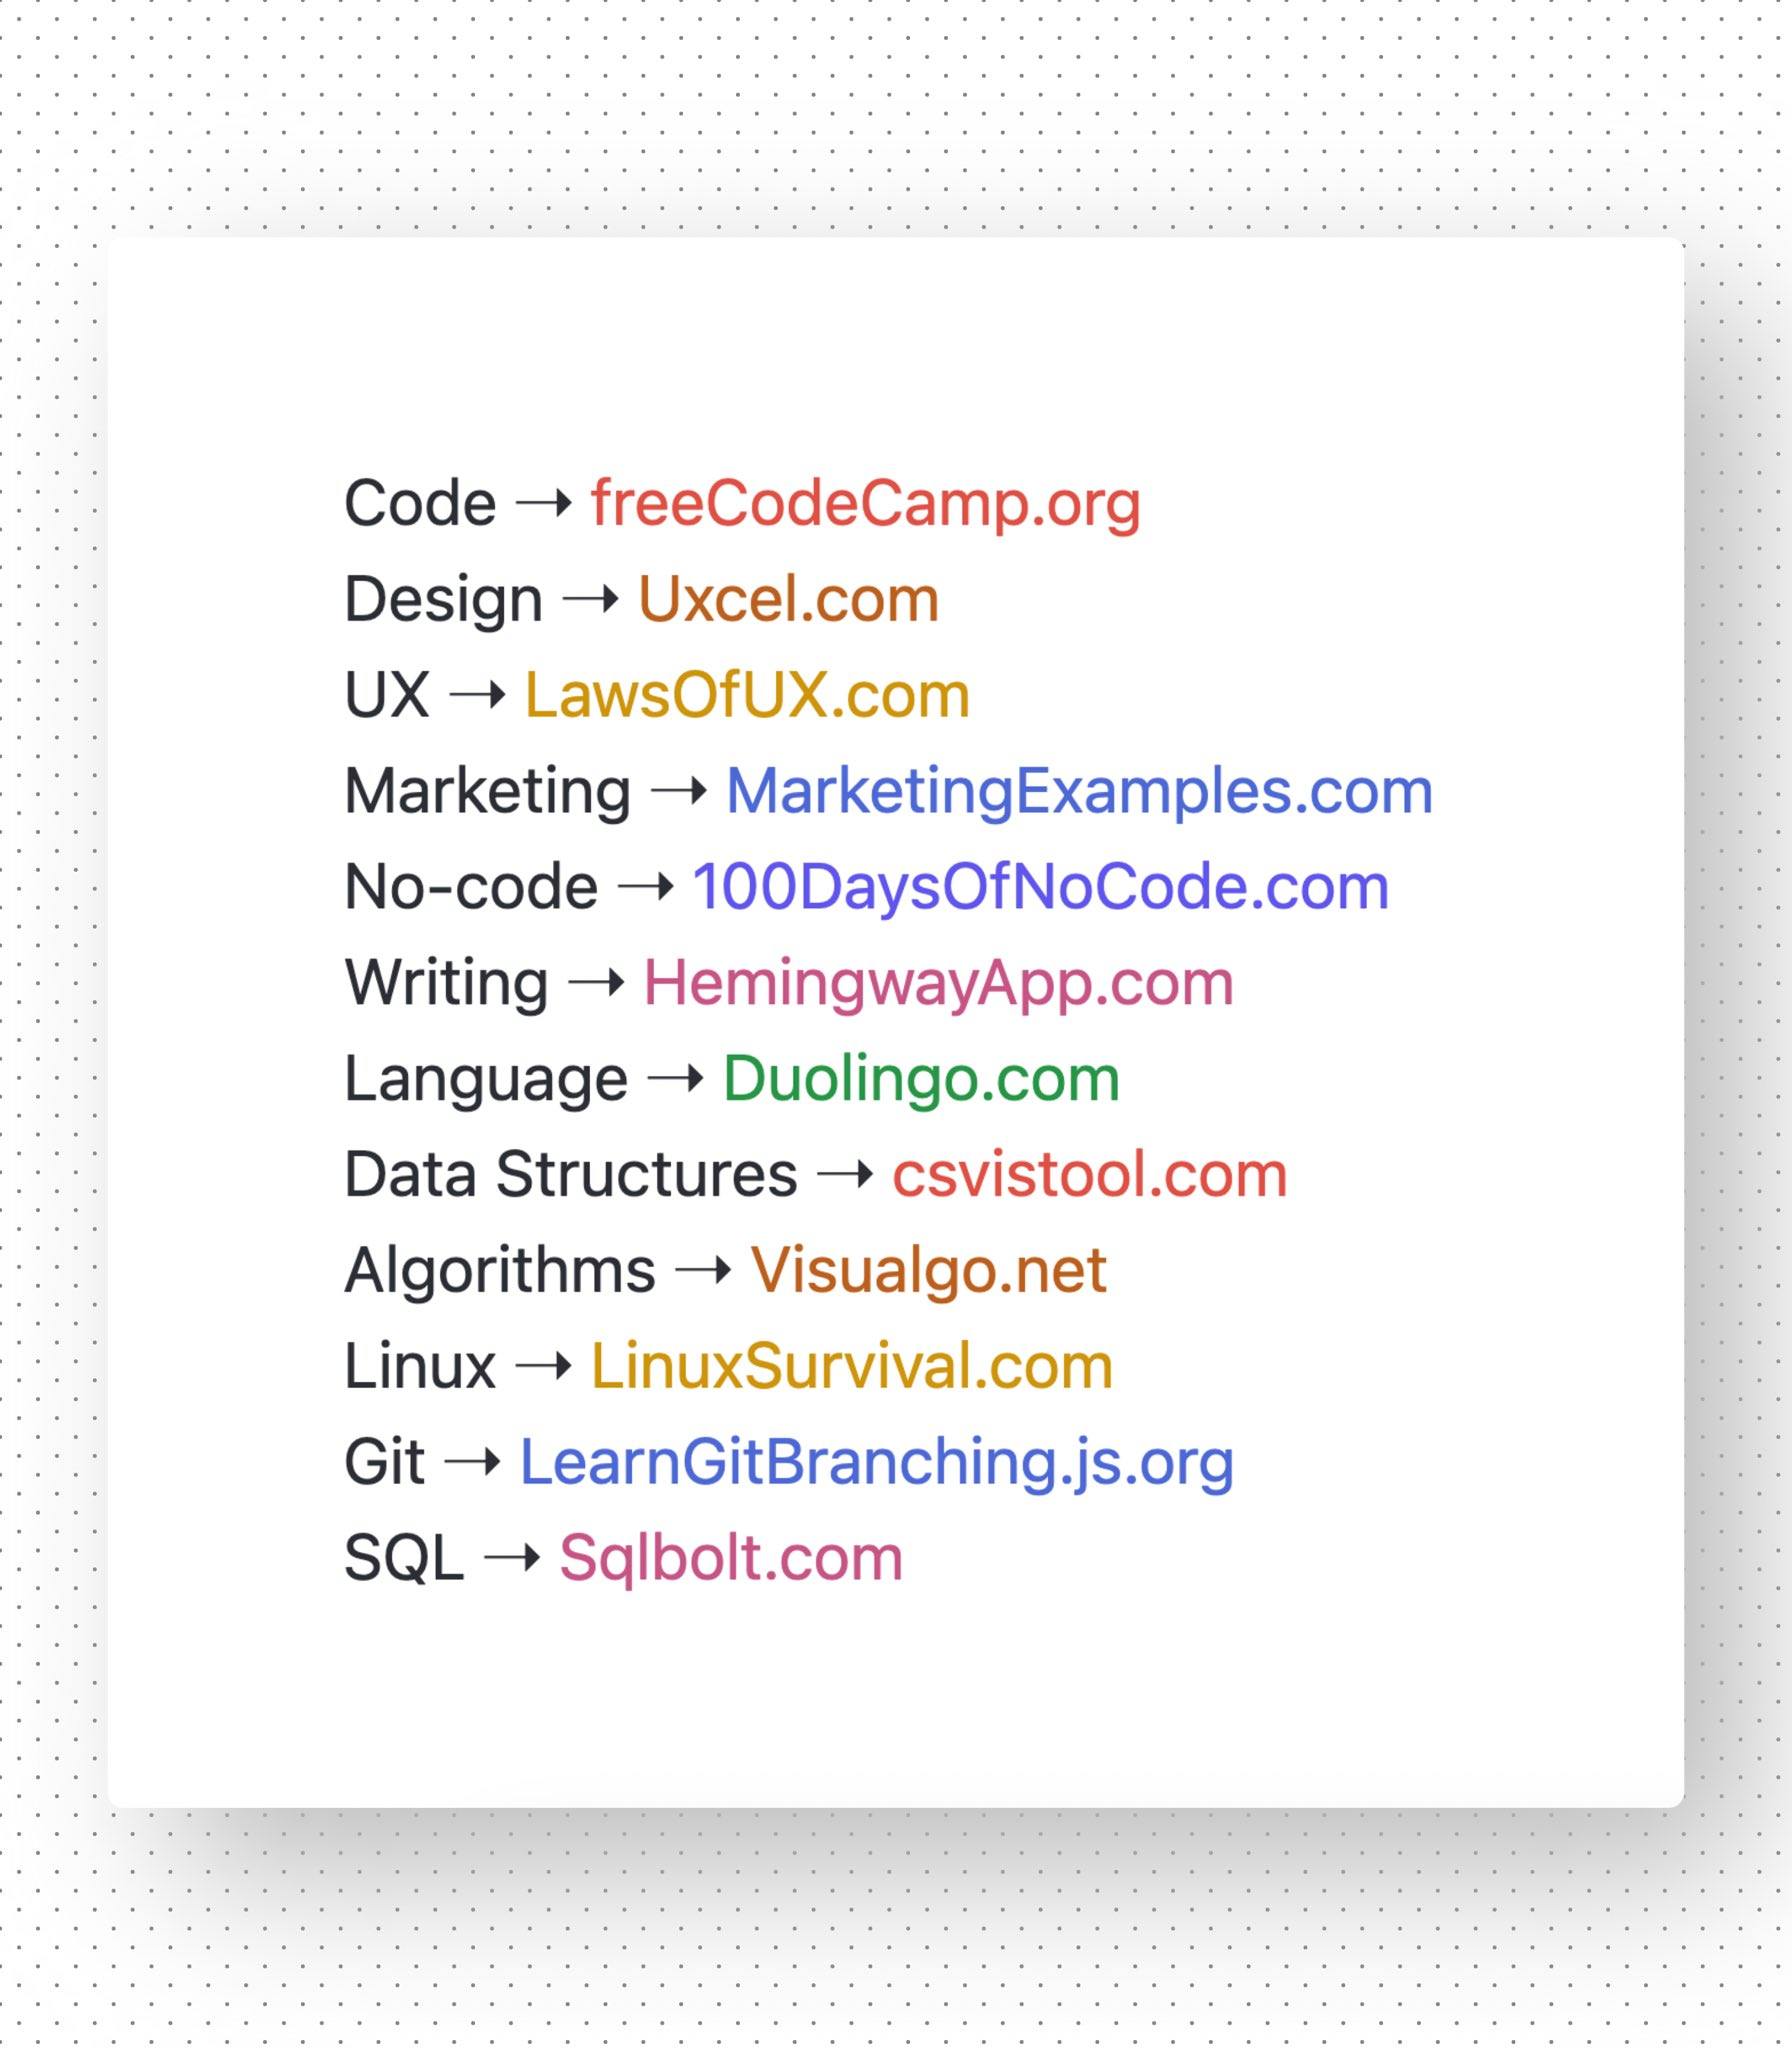 Code → freeCodeCamp.org
Design → Uxcel.com
UX → LawsOfUX.com
Marketing → MarketingExamples.com
No-code → 100DaysOfNoCode.com
Writing → HemingwayApp.com
Language → Duolingo.com
Data Structures → csvistool.com
Algorithms → Visualgo.net
Linux → LinuxSurvival.com
Git → LearnGitBranching.js.org
SQL → Sqlbolt.com